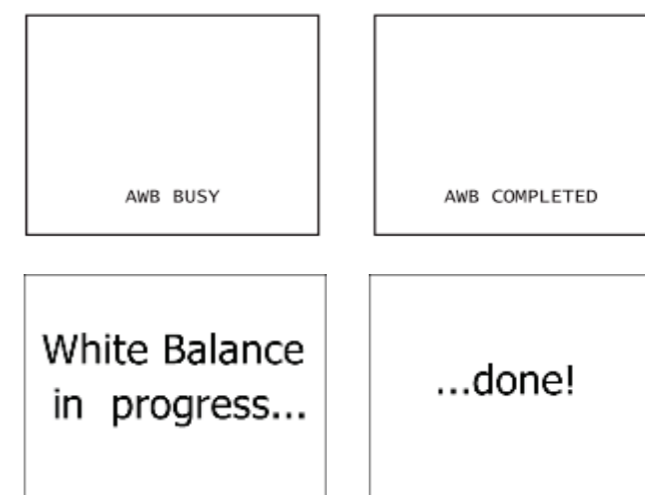 AWB BUSY
AWB COMPLETED
White Balance
in progress...
...done!